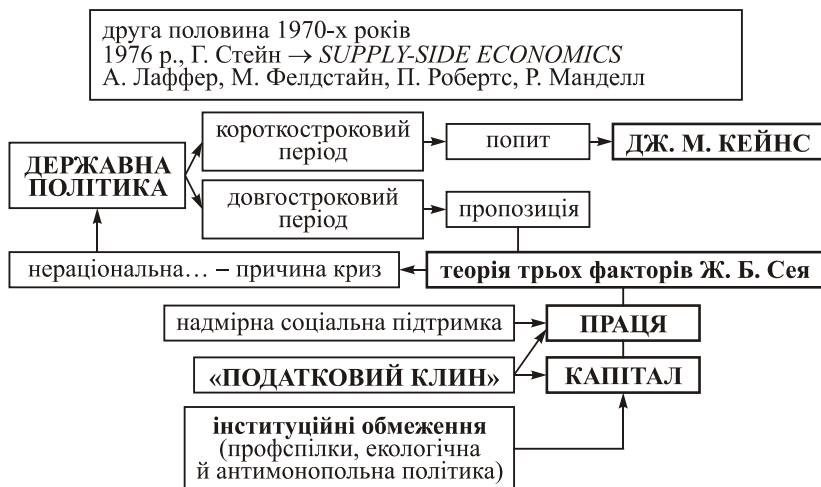 друга половина 1970-х років
1976 р., Г. Стейн → SUPPLY-SIDE ECONOMICS
А. Лаффер, М. Фелдстайн, П. Робертс, Р. Манделл
ДЕРЖАВНА
ПОЛІТИКА
короткостроковий
період
попит
ДЖ. М. КЕЙНС
довгостроковий
період
пропозиція
нераціональна… – причина криз
теорія трьох факторів Ж. Б. Сея
надмірна соціальна підтримка
ПРАЦЯ
«ПОДАТКОВИЙ КЛИН»
КАПІТАЛ
інституційні обмеження
(профспілки, екологічна
й антимонопольна політика)